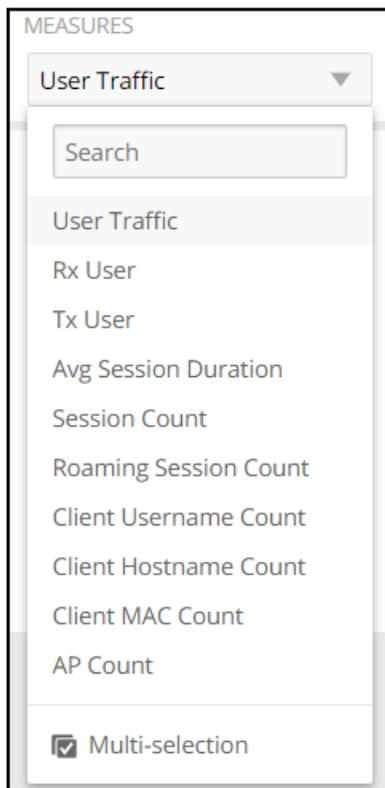 MEASURES
User Traffic
Search
User Traffic
Rx User
Tx User
Avg Session Duration
Session Count
Roaming Session Count
Client Username Count
Client Hostname Count
Client MAC Count
AP Count
Multi-selection